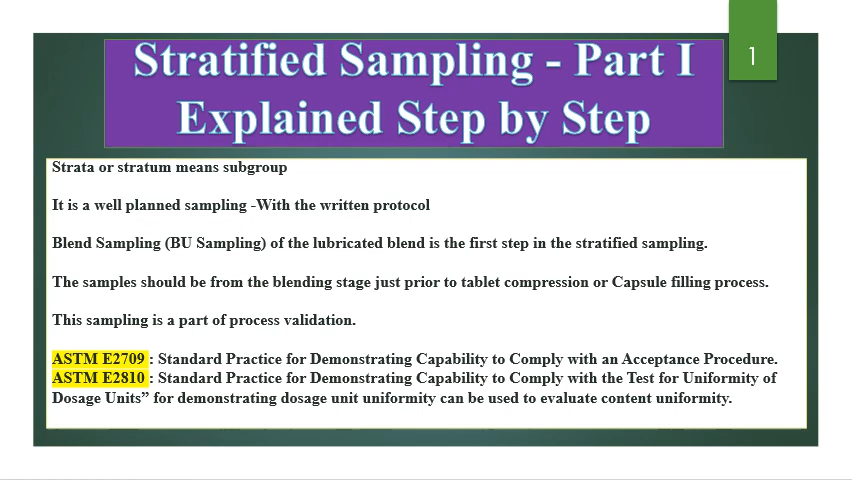 1
Stratified Sampling - Part I
Explained Step by Step
Strata or stratum means subgroup
It is a well planned sampling -With the written protocol
Blend Sampling (BU Sampling) of the lubricated blend is the first step in the stratified sampling.
The samples should be from the blending stage just prior to tablet compression or Capsule filling process.
This sampling is a part of process validation.
ASTM E2709 : Standard Practice for Demonstrating Capability to Comply with an Acceptance Procedure.
ASTM E2810 : Standard Practice for Demonstrating Capability to Comply with the Test for Uniformity of
Dosage Units” for demonstrating dosage unit uniformity can be used to evaluate content uniformity.